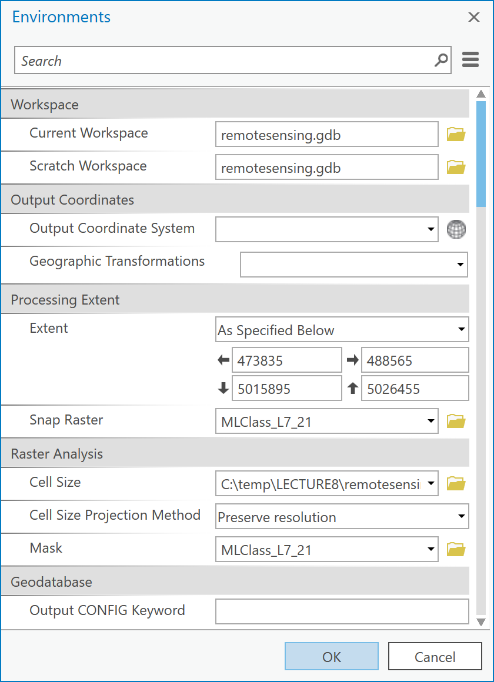 Environments
Search
Workspace
Current Workspace remotesensing.gdb
Scratch Workspace remotesensing.gdb
Output Coordinates
Output Coordinate System
Geographic Transformations
Processing Extent
Extent As Specified Below
473835 488565
5015895 5026455
Snap Raster MLClass_L7_21
Raster Analysis
Cell Size C:\temp\LECTURE8\remotesensi
Cell Size Projection Method Preserve resolution
Mask MLClass_L7_21
Geodatabase
Output CONFIG Keyword
OK Cancel